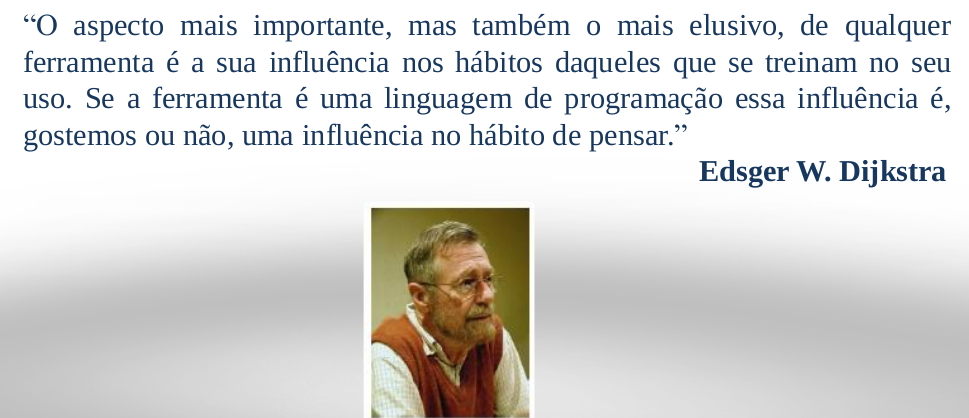 “O aspecto mais importante, mas também o mais elusivo, de qualquer
ferramenta é a sua influência nos hábitos daqueles que se treinam no seu
uso. Se a ferramenta é uma linguagem de programação essa influência é,
gostemos ou não, uma influência no hábito de pensar.”
Edsger W. Dijkstra